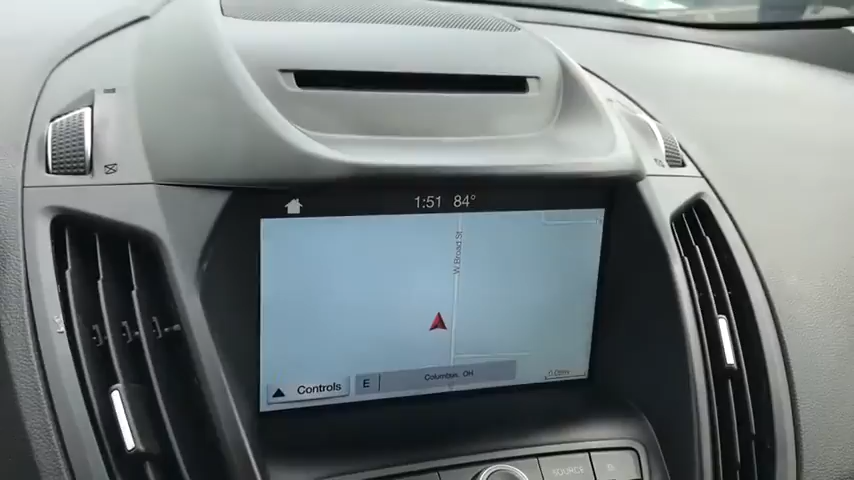 1:51 84°
W Broad St
Controls
E
Columbus, OH
SOURCE